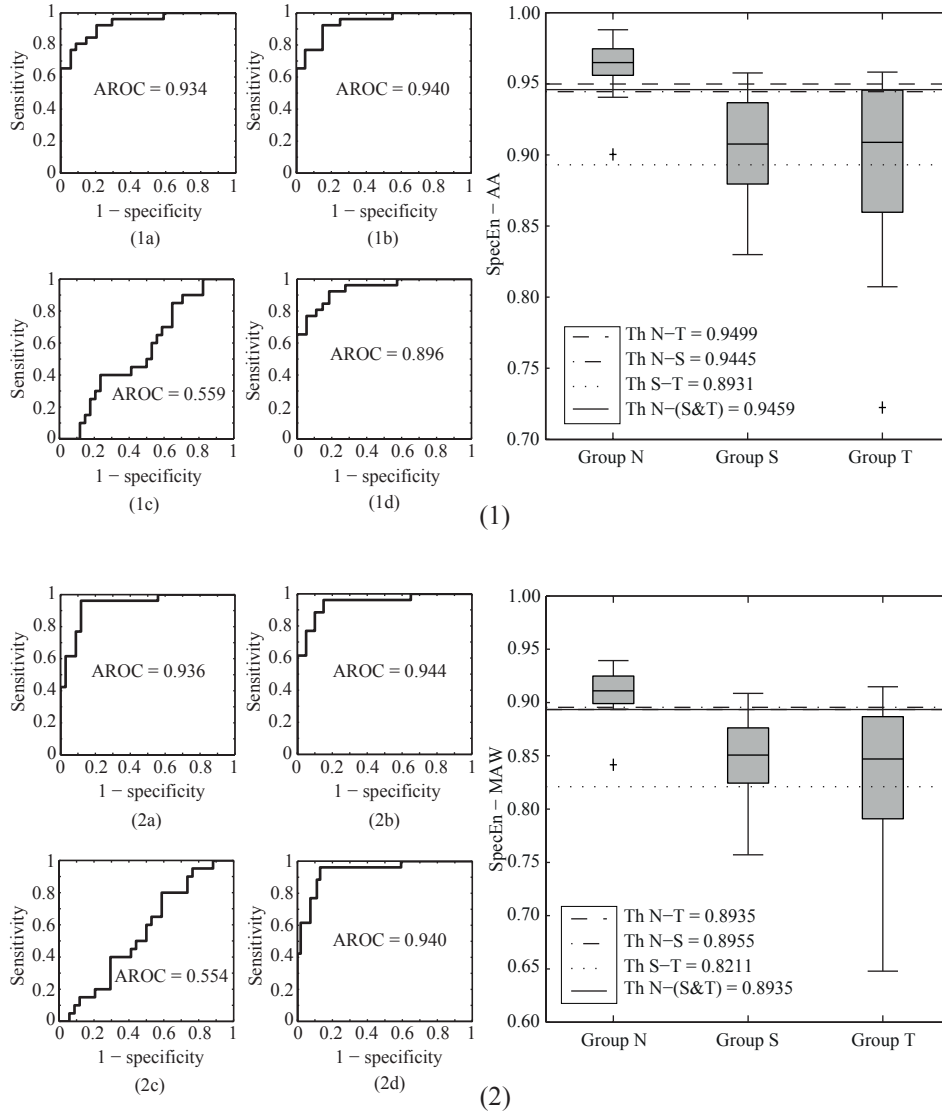 1
0.8
0.6
0.4
0.2
0
Sensitivity
AROC = 0.934
0 0.2 0.4 0.6 0.8 1
1 − specificity
(1a)
1
0.8
0.6
0.4
0.2
0
Sensitivity
AROC = 0.940
0 0.2 0.4 0.6 0.8 1
1 − specificity
(1b)
1
0.8
0.6
0.4
0.2
0
Sensitivity
AROC = 0.559
0 0.2 0.4 0.6 0.8 1
1 − specificity
(1c)
1
0.8
0.6
0.4
0.2
0
Sensitivity
AROC = 0.896
0 0.2 0.4 0.6 0.8 1
1 − specificity
(1d)
1.00
0.95
0.90
0.85
0.80
0.75
0.70
SpecEn − AA
Th N−T = 0.9499
Th N−S = 0.9445
Th S−T = 0.8931
Th N−(S&T) = 0.9459
Group N Group S Group T
(1)
1
0.8
0.6
0.4
0.2
0
Sensitivity
AROC = 0.936
0 0.2 0.4 0.6 0.8 1
1 − specificity
(2a)
1
0.8
0.6
0.4
0.2
0
Sensitivity
AROC = 0.944
0 0.2 0.4 0.6 0.8 1
1 − specificity
(2b)
1
0.8
0.6
0.4
0.2
0
Sensitivity
AROC = 0.554
0 0.2 0.4 0.6 0.8 1
1 − specificity
(2c)
1
0.8
0.6
0.4
0.2
0
Sensitivity
AROC = 0.940
0 0.2 0.4 0.6 0.8 1
1 − specificity
(2d)
1.00
0.95
0.90
0.85
0.80
0.75
0.70
0.65
0.60
SpecEn − MAW
Th N−T = 0.8935
Th N−S = 0.8955
Th S−T = 0.8211
Th N−(S&T) = 0.8935
Group N Group S Group T
(2)